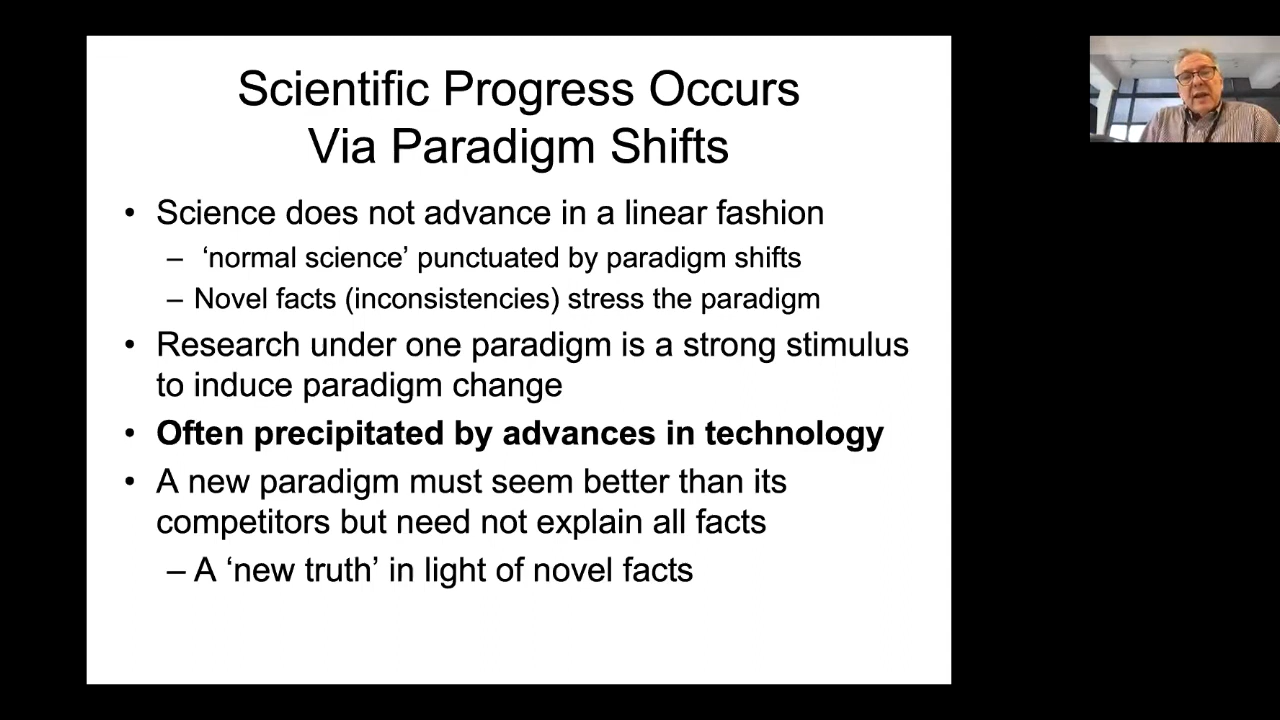 Scientific Progress Occurs
Via Paradigm Shifts
• Science does not advance in a linear fashion
– ‘normal science’ punctuated by paradigm shifts
– Novel facts (inconsistencies) stress the paradigm
• Research under one paradigm is a strong stimulus
to induce paradigm change
• Often precipitated by advances in technology
• A new paradigm must seem better than its
competitors but need not explain all facts
– A ‘new truth’ in light of novel facts